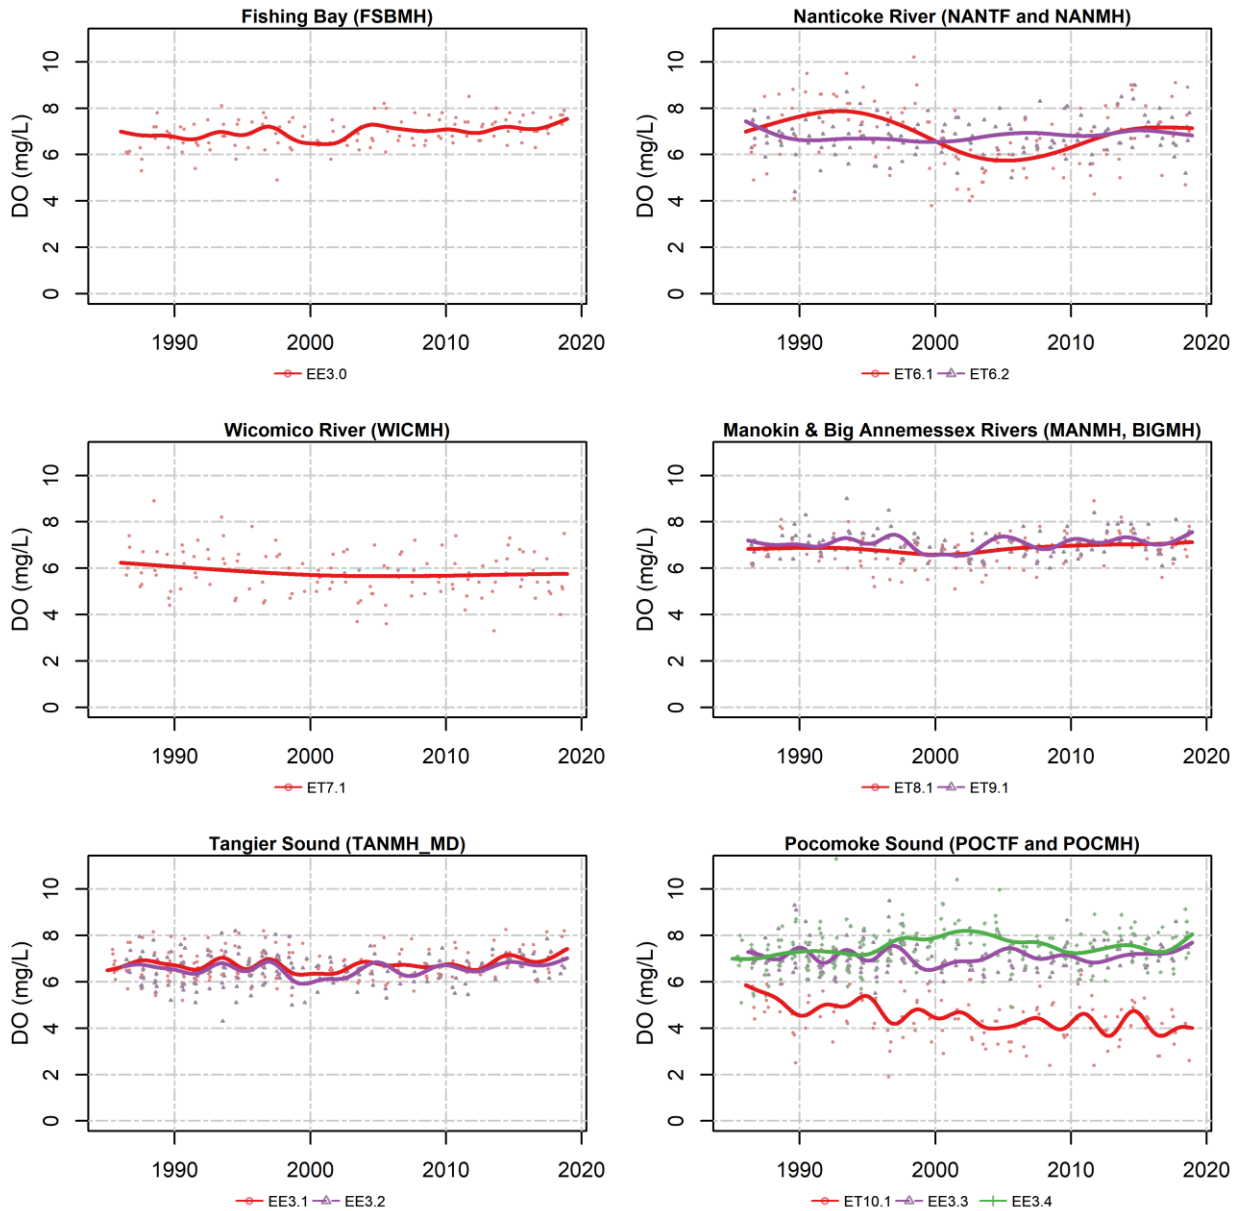 Fishing Bay (FSBMH)
DO (mg/L)
10
8
6
4
2
0
1990 2000 2010 2020
EE3.0
Nanticoke River (NANTF and NANMH)
DO (mg/L)
10
8
6
4
2
0
1990 2000 2010 2020
ET6.1 ET6.2
Wicomico River (WICMH)
DO (mg/L)
10
8
6
4
2
0
1990 2000 2010 2020
ET7.1
Manokin & Big Annemessex Rivers (MANMH, BIGMH)
DO (mg/L)
10
8
6
4
2
0
1990 2000 2010 2020
ET8.1 ET9.1
Tangier Sound (TANMH_MD)
DO (mg/L)
10
8
6
4
2
0
1990 2000 2010 2020
EE3.1 EE3.2
Pocomoke Sound (POCTF and POCMH)
DO (mg/L)
10
8
6
4
2
0
1990 2000 2010 2020
ET10.1 EE3.3 EE3.4